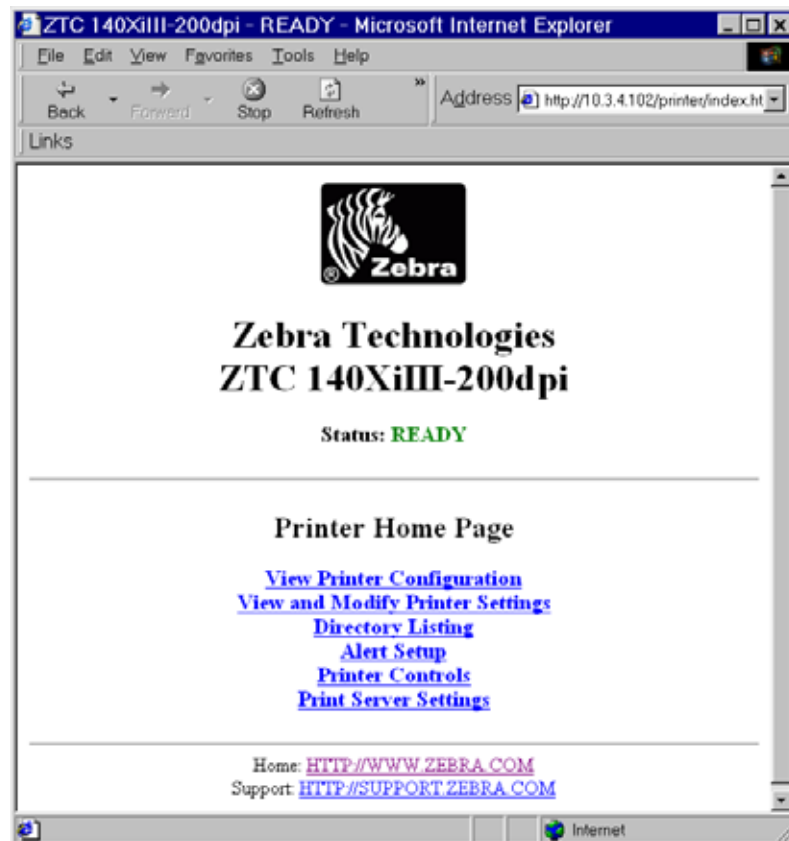 ZTC 140XiIII-200dpi - READY - Microsoft Internet Explorer
File Edit View Favorites Tools Help
Back Forward Stop Refresh » Address http://10.3.4.102/printer/index.ht
Links
Zebra
®
Zebra Technologies
ZTC 140XiIII-200dpi
Status: READY
Printer Home Page
View Printer Configuration
View and Modify Printer Settings
Directory Listing
Alert Setup
Printer Controls
Print Server Settings
Home: HTTP://WWW.ZEBRA.COM
Support: HTTP://SUPPORT.ZEBRA.COM
Internet